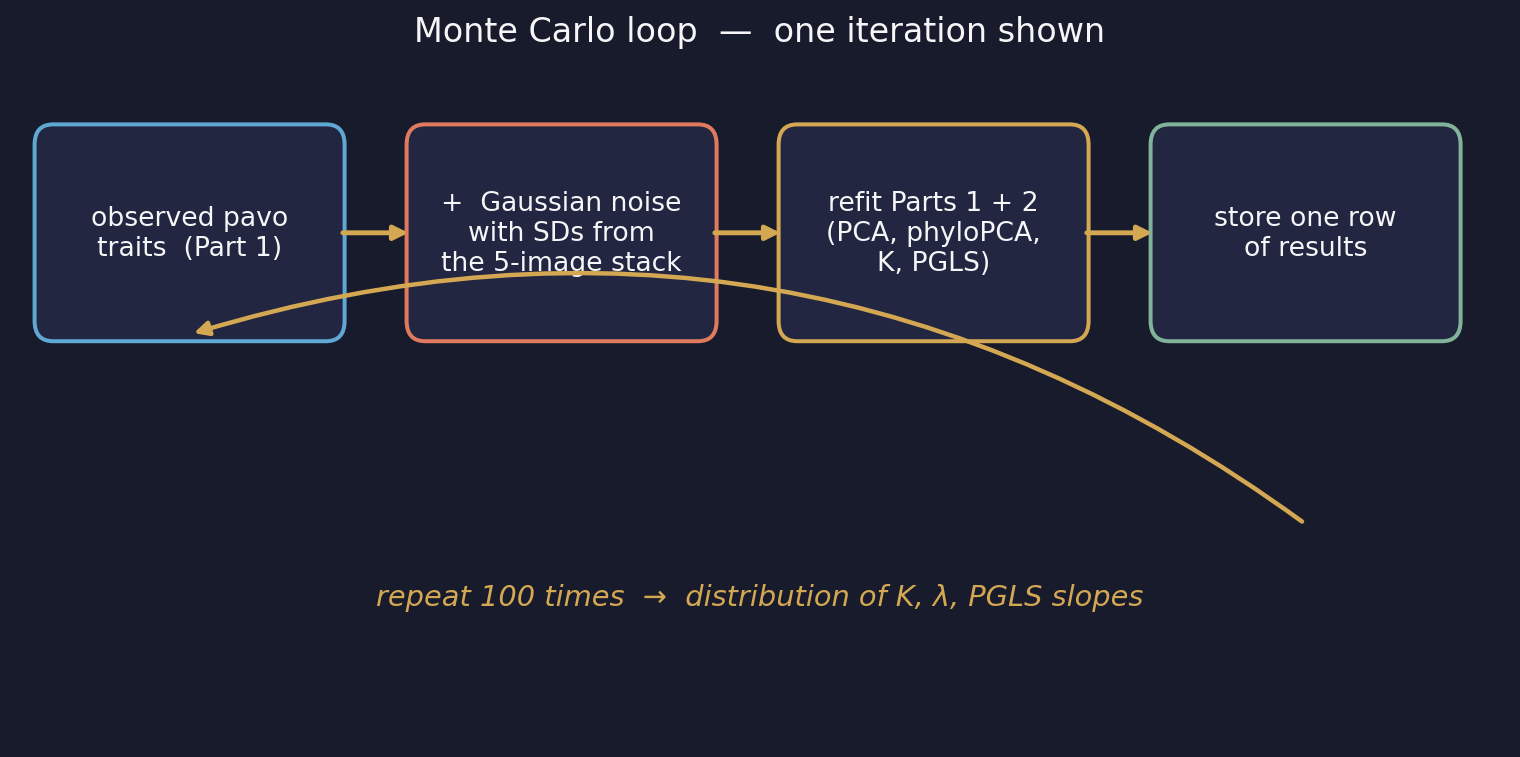 Monte Carlo loop — one iteration shown
observed pavo
traits (Part 1)
+ Gaussian noise
with SDs from
the 5-image stack
refit Parts 1 + 2
(PCA, phyloPCA,
K, PGLS)
store one row
of results
repeat 100 times → distribution of K, λ, PGLS slopes